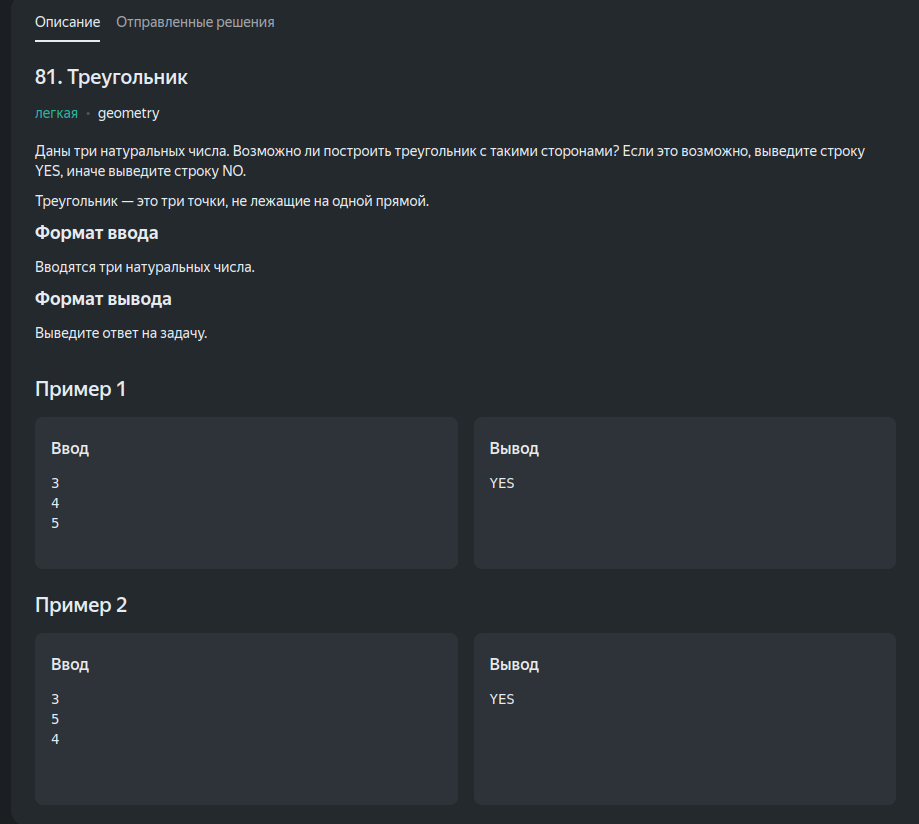 Описание Отправленные решения
81. Треугольник
легкая · geometry
Даны три натуральных числа. Возможно ли построить треугольник с такими сторонами? Если это возможно, выведите строку
YES, иначе выведите строку NO.
Треугольник — это три точки, не лежащие на одной прямой.
Формат ввода
Вводятся три натуральных числа.
Формат вывода
Выведите ответ на задачу.
Пример 1
Ввод
3
4
5
Вывод
YES
Пример 2
Ввод
3
5
4
Вывод
YES